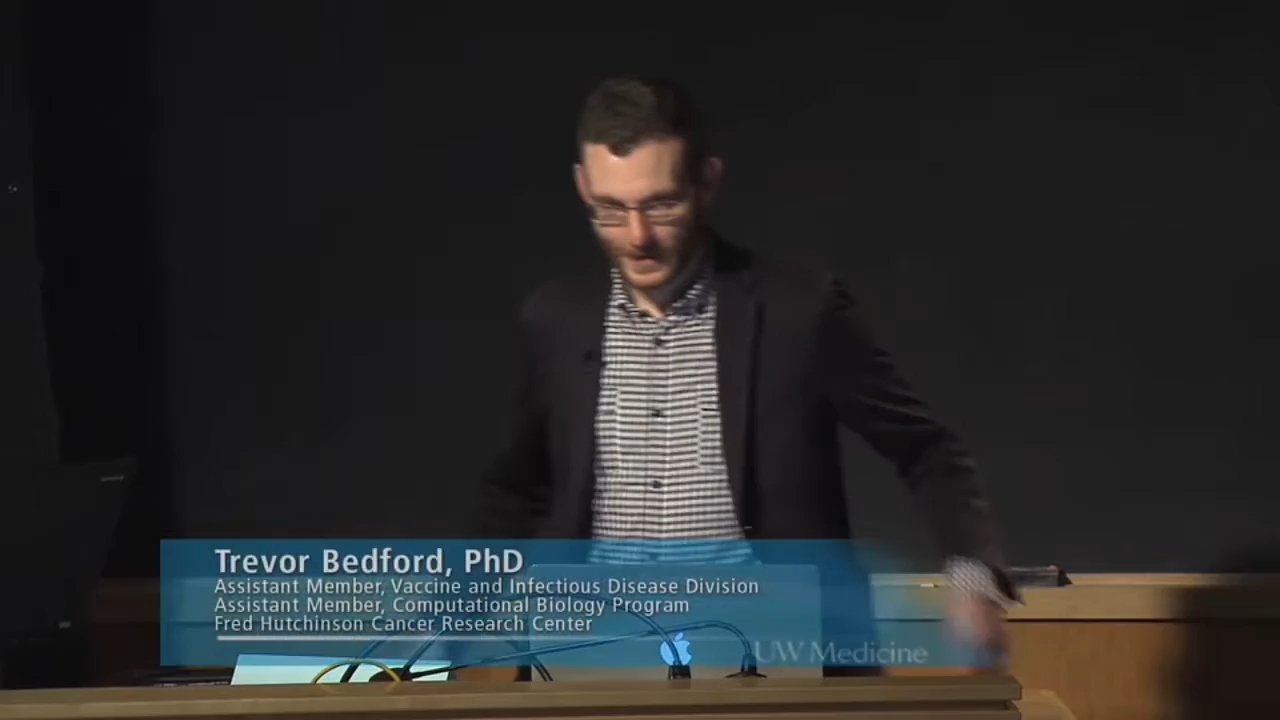 Trevor Bedford, PhD
Assistant Member, Vaccine and Infectious Disease Division
Assistant Member, Computational Biology Program
Fred Hutchinson Cancer Research Center
UW Medicine